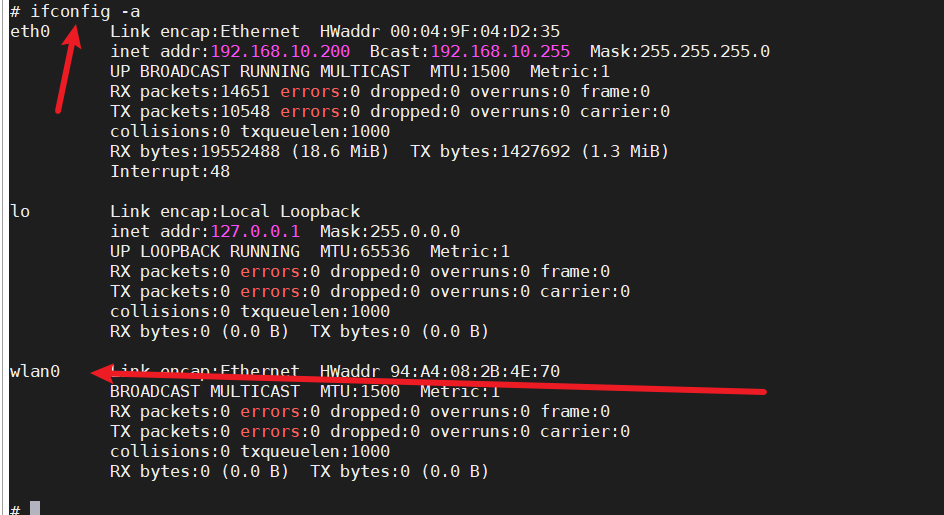 # ifconfig -a
eth0 Link encap:Ethernet HWaddr 00:04:9F:04:D2:35
inet addr:192.168.10.200 Bcast:192.168.10.255 Mask:255.255.255.0
UP BROADCAST RUNNING MULTICAST MTU:1500 Metric:1
RX packets:14651 errors:0 dropped:0 overruns:0 frame:0
TX packets:10548 errors:0 dropped:0 overruns:0 carrier:0
collisions:0 txqueuelen:1000
RX bytes:19552488 (18.6 MiB) TX bytes:1427692 (1.3 MiB)
Interrupt:48
lo Link encap:Local Loopback
inet addr:127.0.0.1 Mask:255.0.0.0
UP LOOPBACK RUNNING MTU:65536 Metric:1
RX packets:0 errors:0 dropped:0 overruns:0 frame:0
TX packets:0 errors:0 dropped:0 overruns:0 carrier:0
collisions:0 txqueuelen:1000
RX bytes:0 (0.0 B) TX bytes:0 (0.0 B)
wlan0 Link encap:Ethernet HWaddr 94:A4:08:2B:4E:70
BROADCAST MULTICAST MTU:1500 Metric:1
RX packets:0 errors:0 dropped:0 overruns:0 frame:0
TX packets:0 errors:0 dropped:0 overruns:0 carrier:0
collisions:0 txqueuelen:1000
RX bytes:0 (0.0 B) TX bytes:0 (0.0 B)
#